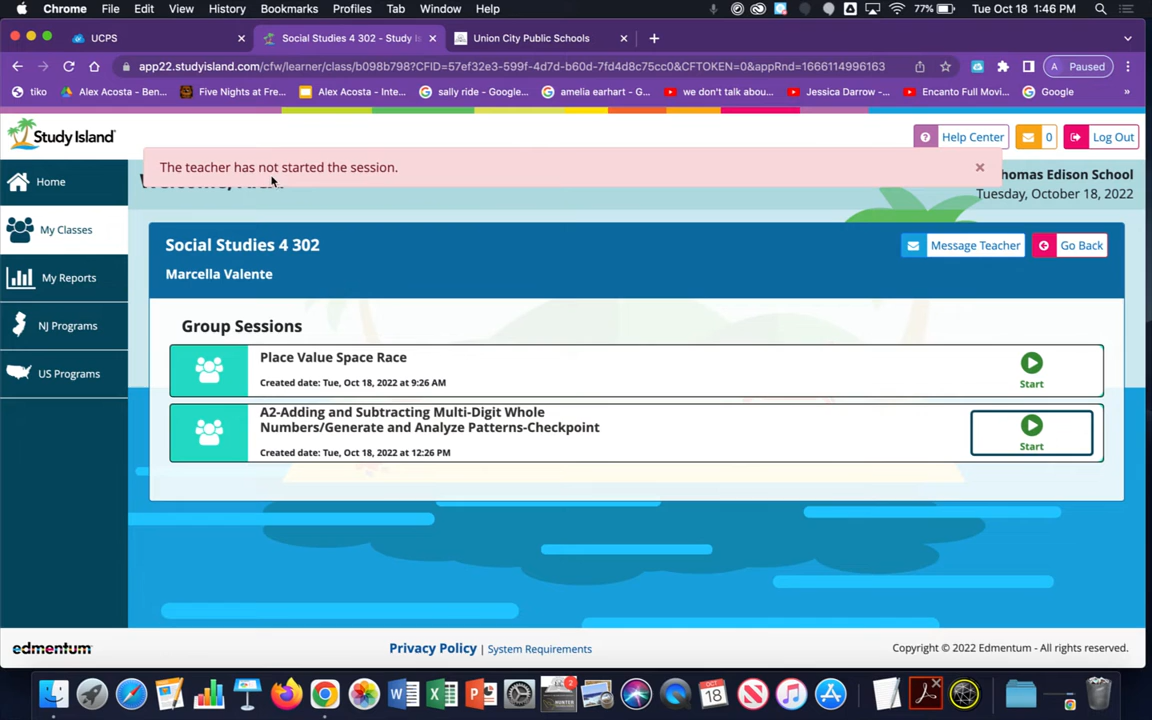 Chrome File Edit View History Bookmarks Profiles Tab Window Help 77% Tue Oct 18 1:46 PM
UCPS Social Studies 4 302 - Study Is Union City Public Schools
app22.studyisland.com/cfw/learner/class/b098b798?CFID=57ef32e3-599f-4d7d-b60d-7fd4d8c75cc0&CFTOKEN=0&appRnd=1666114996163 A Paused
tiko Alex Acosta - Ben... Five Nights at Fre... Alex Acosta - Inte... sally ride - Google... amelia earhart - G... we don't talk abou... Jessica Darrow -... Encanto Full Movi... Google »
Study Island Help Center 0 Log Out
The teacher has not started the session.
Home
homas Edison School
Tuesday, October 18, 2022
My Classes
My Reports
NJ Programs
US Programs
Social Studies 4 302 Message Teacher Go Back
Marcella Valente
Group Sessions
Place Value Space Race
Created date: Tue, Oct 18, 2022 at 9:26 AM
Start
A2-Adding and Subtracting Multi-Digit Whole
Numbers/Generate and Analyze Patterns-Checkpoint
Created date: Tue, Oct 18, 2022 at 12:26 PM
Start
edmentum Privacy Policy | System Requirements Copyright © 2022 Edmentum - All rights reserved.
OCT
18